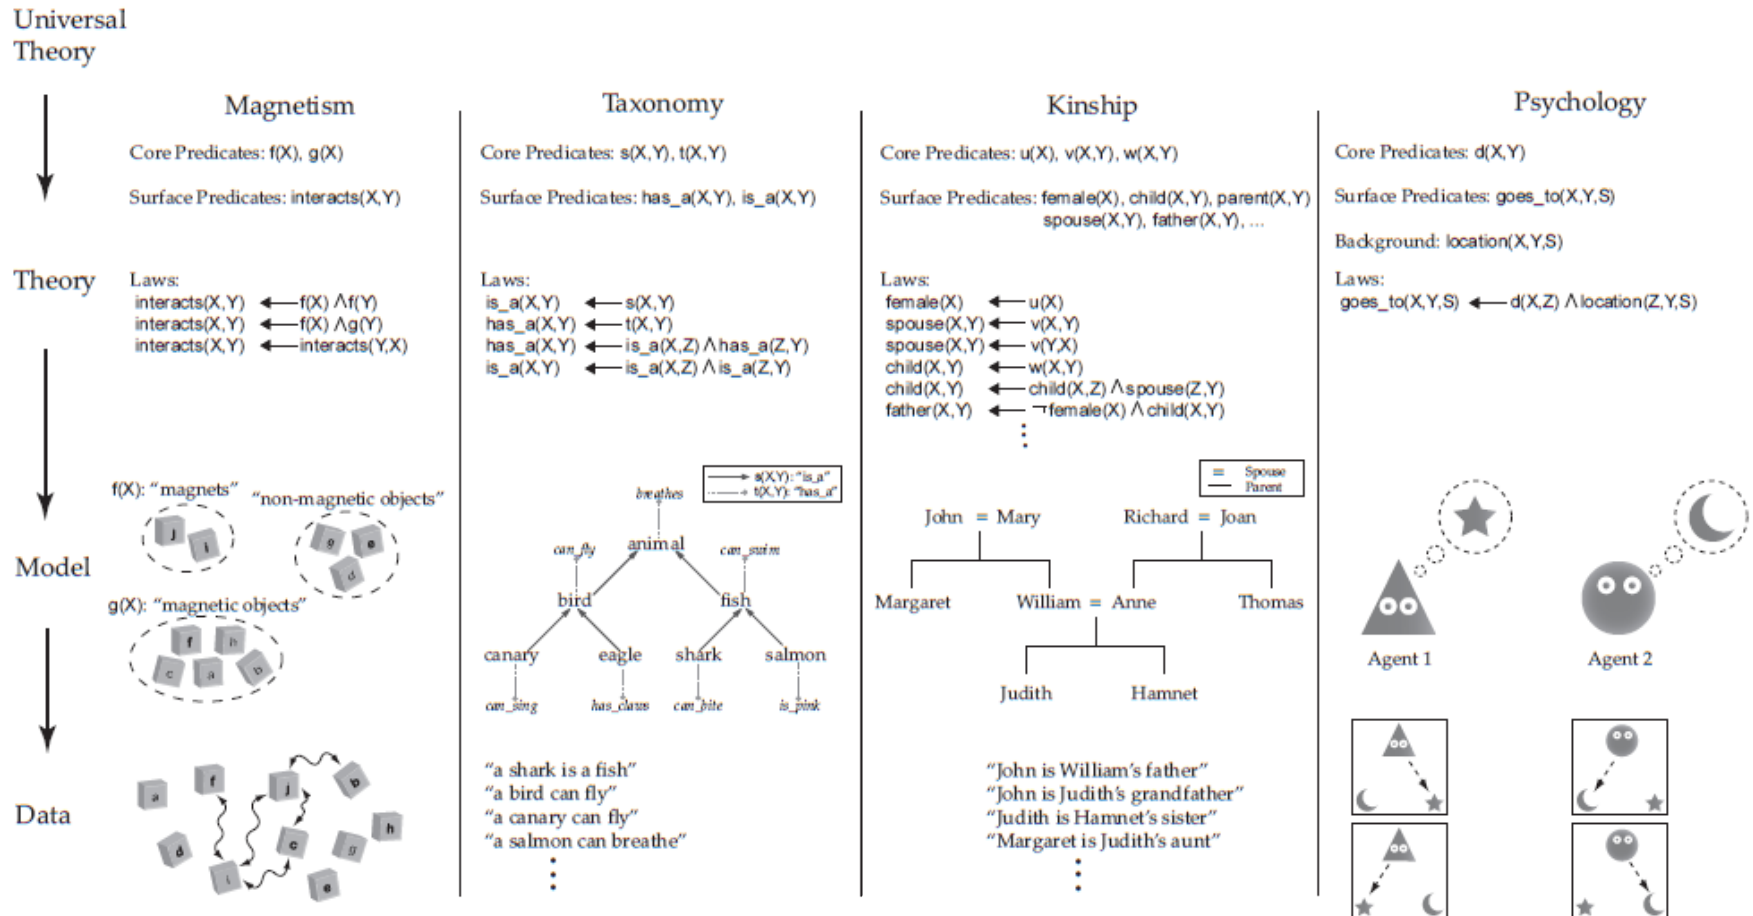 Universal
Theory
Magnetism
Core Predicates: f(X), g(X)
Surface Predicates: interacts(X,Y)
Theory
Laws:
interacts(X,Y) ← f(X) ∧ f(Y)
interacts(X,Y) ← f(X) ∧ g(Y)
interacts(X,Y) ← interacts(Y,X)
Model
f(X): "magnets"
"non-magnetic objects"
j
i
g
e
d
g(X): "magnetic objects"
f
h
c
a
b
Data
a
f
j
b
d
c
g
h
i
e
Taxonomy
Core Predicates: s(X,Y), t(X,Y)
Surface Predicates: has_a(X,Y), is_a(X,Y)
Laws:
is_a(X,Y) ← s(X,Y)
has_a(X,Y) ← t(X,Y)
has_a(X,Y) ← is_a(X,Z) ∧ has_a(Z,Y)
is_a(X,Y) ← is_a(X,Z) ∧ is_a(Z,Y)
s(X,Y): "is_a"
t(X,Y): "has_a"
breathes
can_fly
animal
can_swim
bird
fish
canary
eagle
shark
salmon
can_sing
has_claws
can_bite
is_pink
"a shark is a fish"
"a bird can fly"
"a canary can fly"
"a salmon can breathe"
Kinship
Core Predicates: u(X), v(X,Y), w(X,Y)
Surface Predicates: female(X), child(X,Y), parent(X,Y)
spouse(X,Y), father(X,Y), ...
Laws:
female(X) ← u(X)
spouse(X,Y) ← v(X,Y)
spouse(X,Y) ← v(Y,X)
child(X,Y) ← w(X,Y)
child(X,Y) ← child(X,Z) ∧ spouse(Z,Y)
father(X,Y) ← ¬female(X) ∧ child(X,Y)
= Spouse
Parent
John = Mary
Richard = Joan
Margaret
William = Anne
Thomas
Judith
Hamnet
"John is William's father"
"John is Judith's grandfather"
"Judith is Hamnet's sister"
"Margaret is Judith's aunt"
Psychology
Core Predicates: d(X,Y)
Surface Predicates: goes_to(X,Y,S)
Background: location(X,Y,S)
Laws:
goes_to(X,Y,S) ← d(X,Z) ∧ location(Z,Y,S)
Agent 1
Agent 2